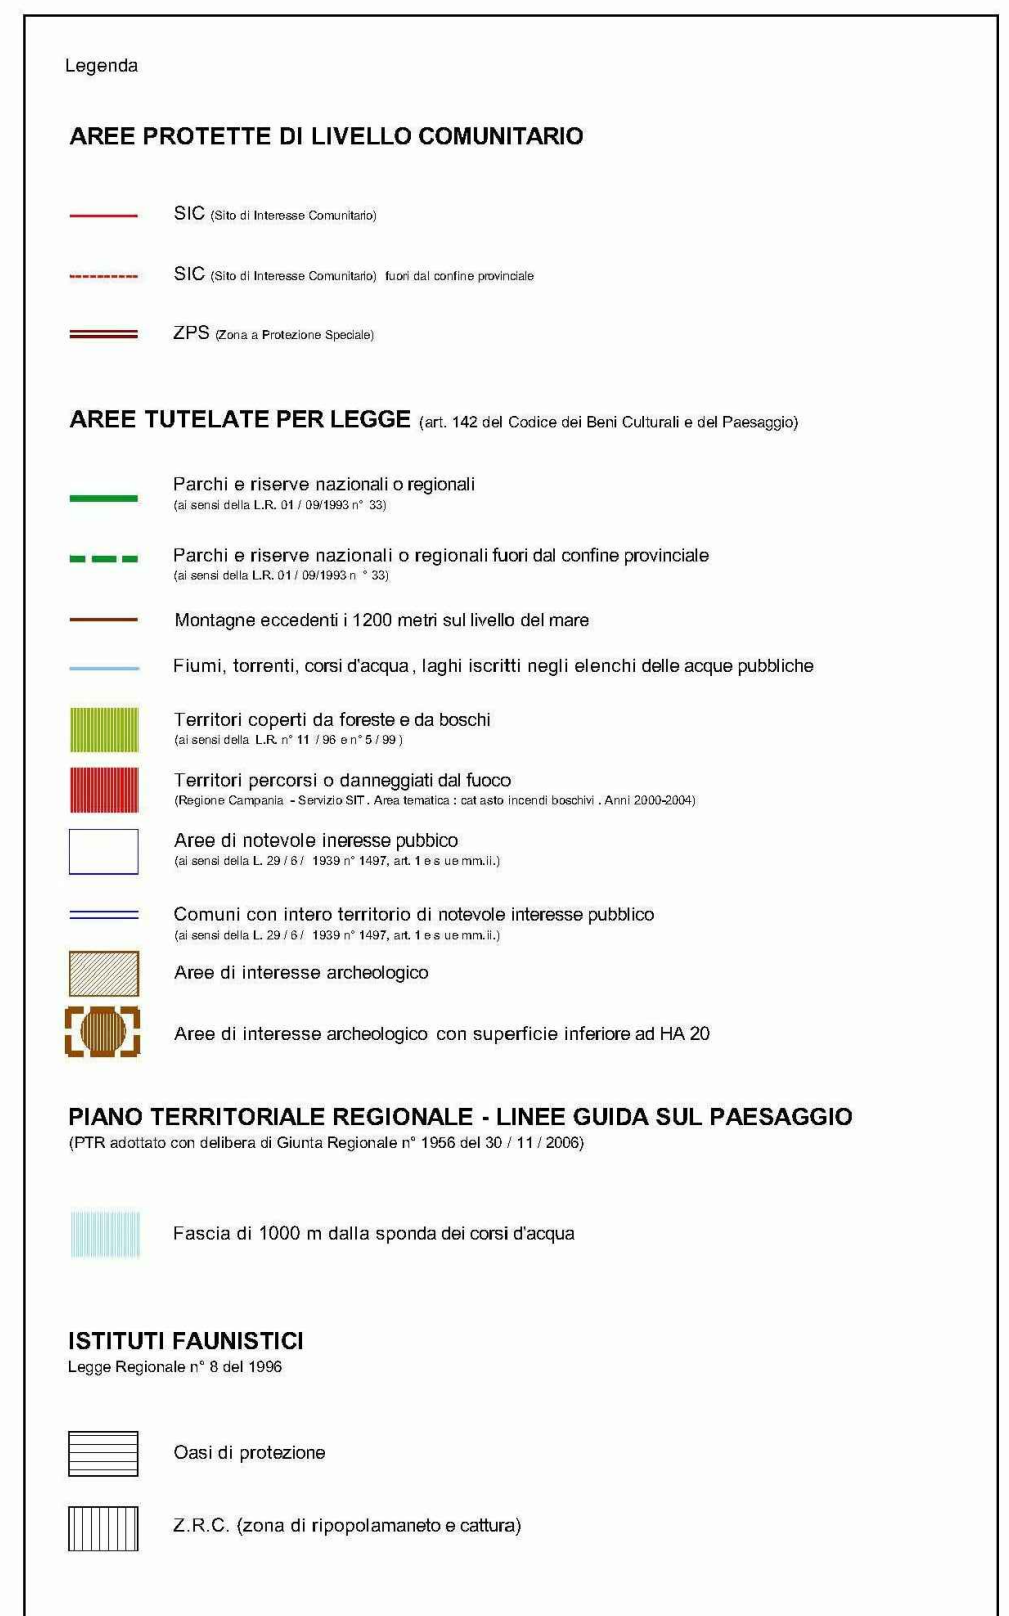 Legenda
AREE PROTETTE DI LIVELLO COMUNITARIO
SIC (Sito di Interesse Comunitario)
SIC (Sito di Interesse Comunitario) fuori dal confine provinciale
ZPS (Zona a Protezione Speciale)
AREE TUTELATE PER LEGGE (art. 142 del Codice dei Beni Culturali e del Paesaggio)
Parchi e riserve nazionali o regionali
(ai sensi della L.R. 01 / 09/1993 n° 33)
Parchi e riserve nazionali o regionali fuori dal confine provinciale
(ai sensi della L.R. 01 / 09/1993 n ° 33)
Montagne eccedenti i 1200 metri sul livello del mare
Fiumi, torrenti, corsi d'acqua, laghi iscritti negli elenchi delle acque pubbliche
Territori coperti da foreste e da boschi
(ai sensi della L.R. n° 11 / 96 e n° 5 / 99 )
Territori percorsi o danneggiati dal fuoco
(Regione Campania - Servizio SIT . Area tematica : cat asto incendi boschivi . Anni 2000-2004)
Aree di notevole ineresse pubbico
(ai sensi della L. 29 / 6 / 1939 n° 1497, art. 1 e s ue mm.ii.)
Comuni con intero territorio di notevole interesse pubblico
(ai sensi della L. 29 / 6 / 1939 n° 1497, art. 1 e s ue mm.ii.)
Aree di interesse archeologico
Aree di interesse archeologico con superficie inferiore ad HA 20
PIANO TERRITORIALE REGIONALE - LINEE GUIDA SUL PAESAGGIO
(PTR adottato con delibera di Giunta Regionale n° 1956 del 30 / 11 / 2006)
Fascia di 1000 m dalla sponda dei corsi d'acqua
ISTITUTI FAUNISTICI
Legge Regionale n° 8 del 1996
Oasi di protezione
Z.R.C. (zona di ripopolamaneto e cattura)